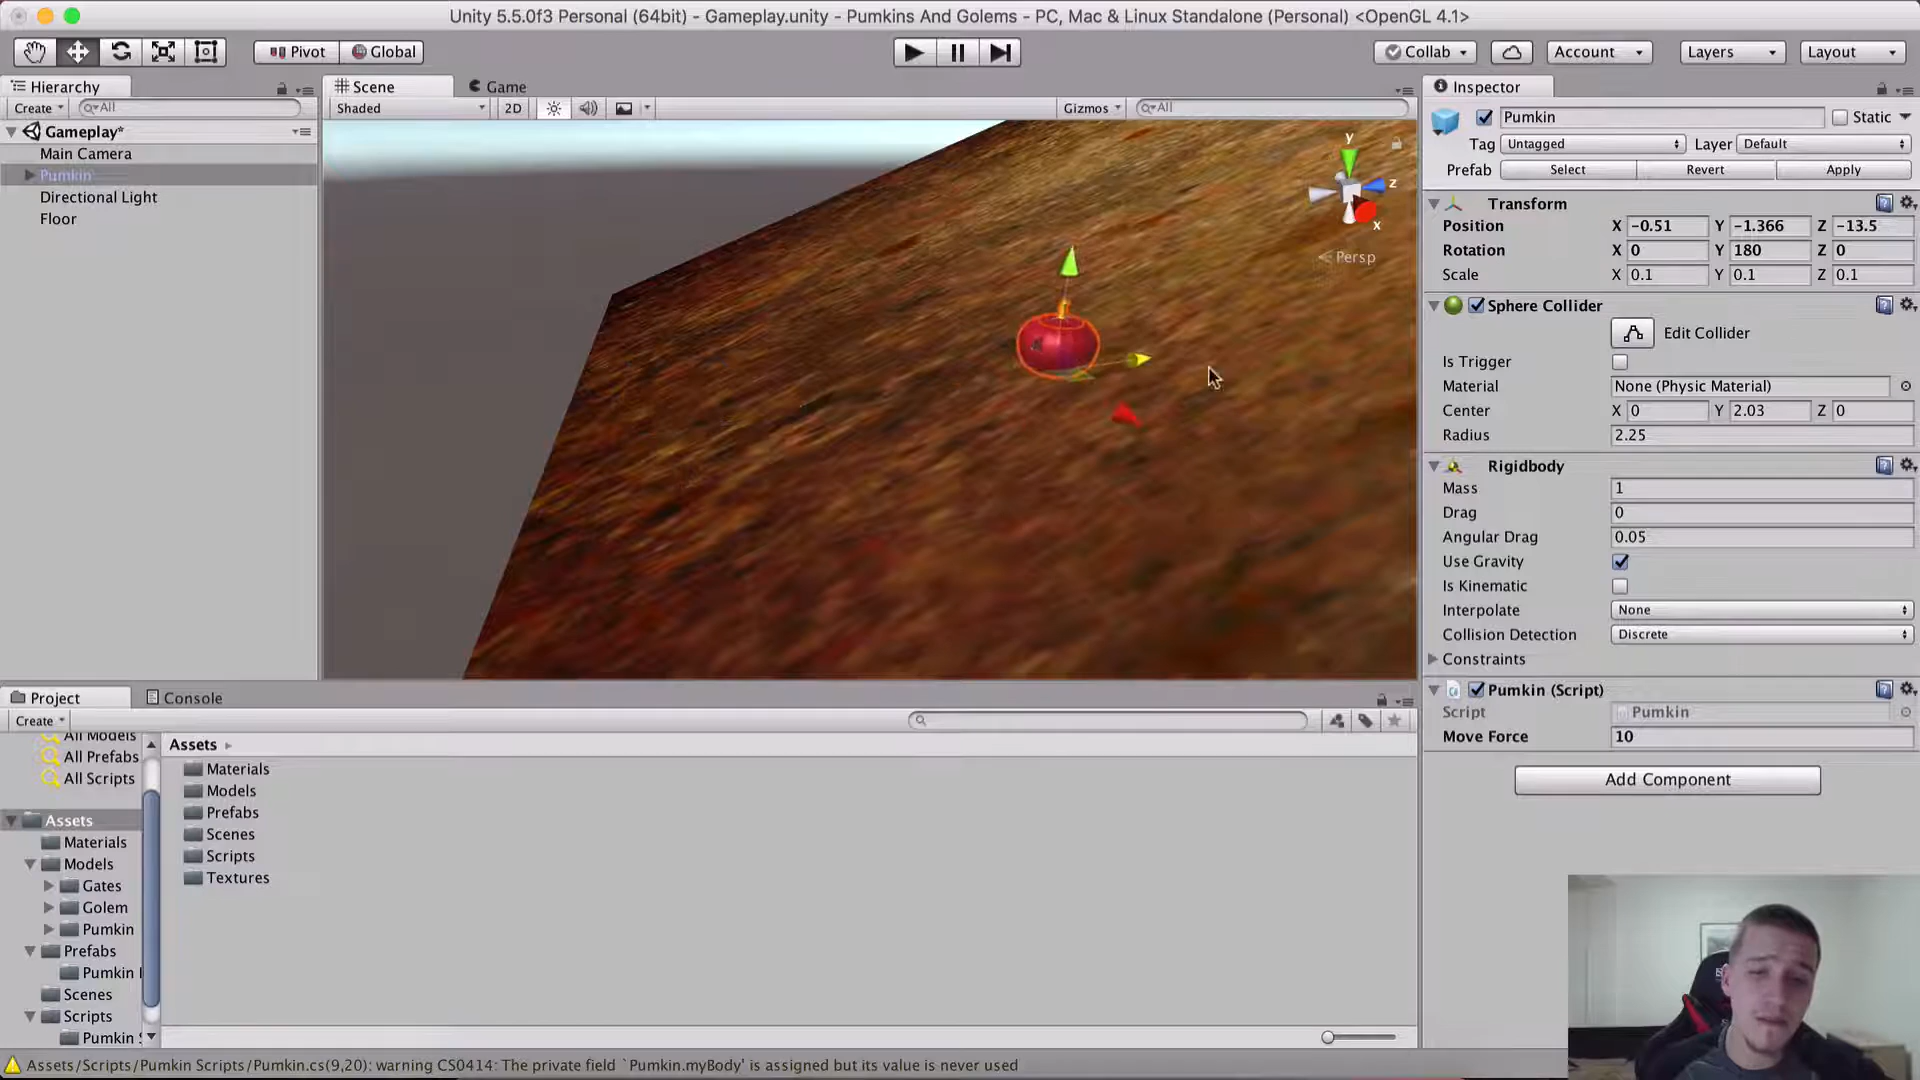 Unity 5.5.0f3 Personal (64bit) - Gameplay.unity - Pumkins And Golems - PC, Mac & Linux Standalone (Personal) <OpenGL 4.1>
Pivot Global Collab Account Layers Layout
Hierarchy
Create All
Gameplay*
Main Camera
Pumkin
Directional Light
Floor
Scene Game
Shaded 2D Gizmos All
y
z
x
Persp
Inspector
Pumkin Static
Tag Untagged Layer Default
Prefab Select Revert Apply
Transform
Position X -0.51 Y -1.366 Z -13.5
Rotation X 0 Y 180 Z 0
Scale X 0.1 Y 0.1 Z 0.1
Sphere Collider
Edit Collider
Is Trigger
Material None (Physic Material)
Center X 0 Y 2.03 Z 0
Radius 2.25
Rigidbody
Mass 1
Drag 0
Angular Drag 0.05
Use Gravity
Is Kinematic
Interpolate None
Collision Detection Discrete
Constraints
Pumkin (Script)
Script Pumkin
Move Force 10
Add Component
Project Console
Create
All Models
All Prefabs
All Scripts
Assets
Materials
Models
Gates
Golem
Pumkin
Prefabs
Pumkin
Scenes
Scripts
Pumkin
Assets
Materials
Models
Prefabs
Scenes
Scripts
Textures
Assets/Scripts/Pumkin Scripts/Pumkin.cs(9,20): warning CS0414: The private field `Pumkin.myBody' is assigned but its value is never used